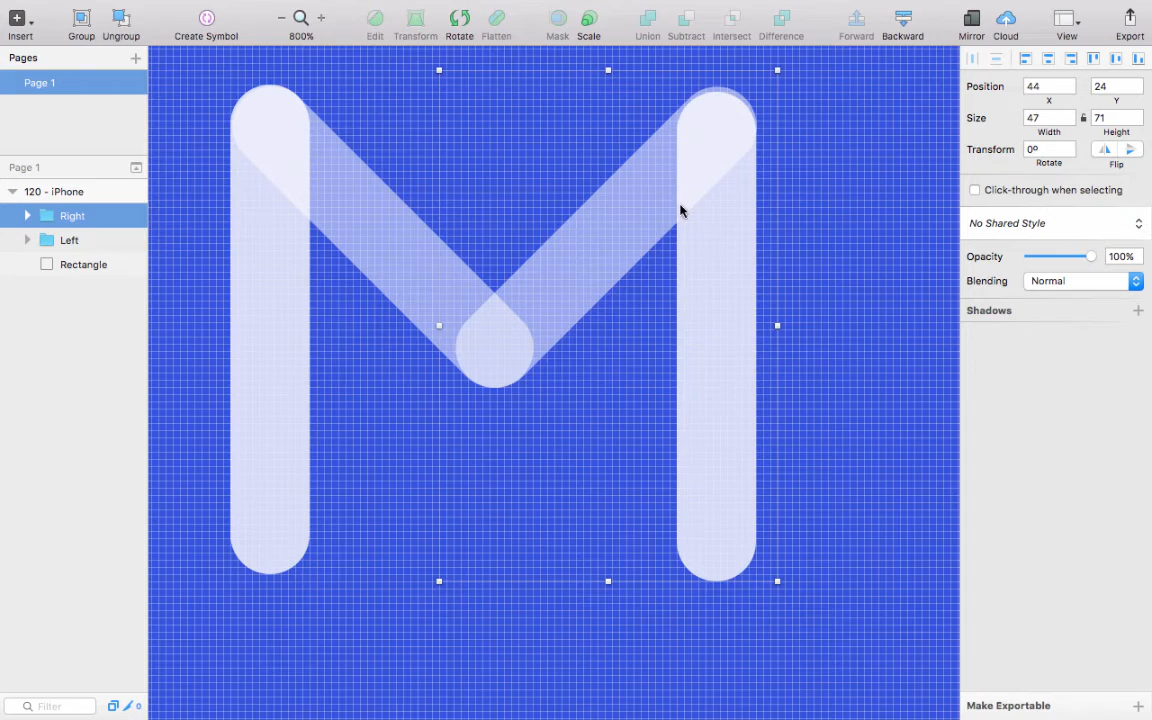 Insert
Group
Ungroup
Create Symbol
800%
Edit
Transform
Rotate
Flatten
Mask
Scale
Union
Subtract
Intersect
Difference
Forward
Backward
Mirror
Cloud
View
Export
Pages
Page 1
Page 1
120 - iPhone
Right
Left
Rectangle
Filter
0
Position 44 24
X Y
Size 47 71
Width Height
Transform 0º
Rotate Flip
Click-through when selecting
No Shared Style
Opacity 100%
Blending Normal
Shadows
Make Exportable